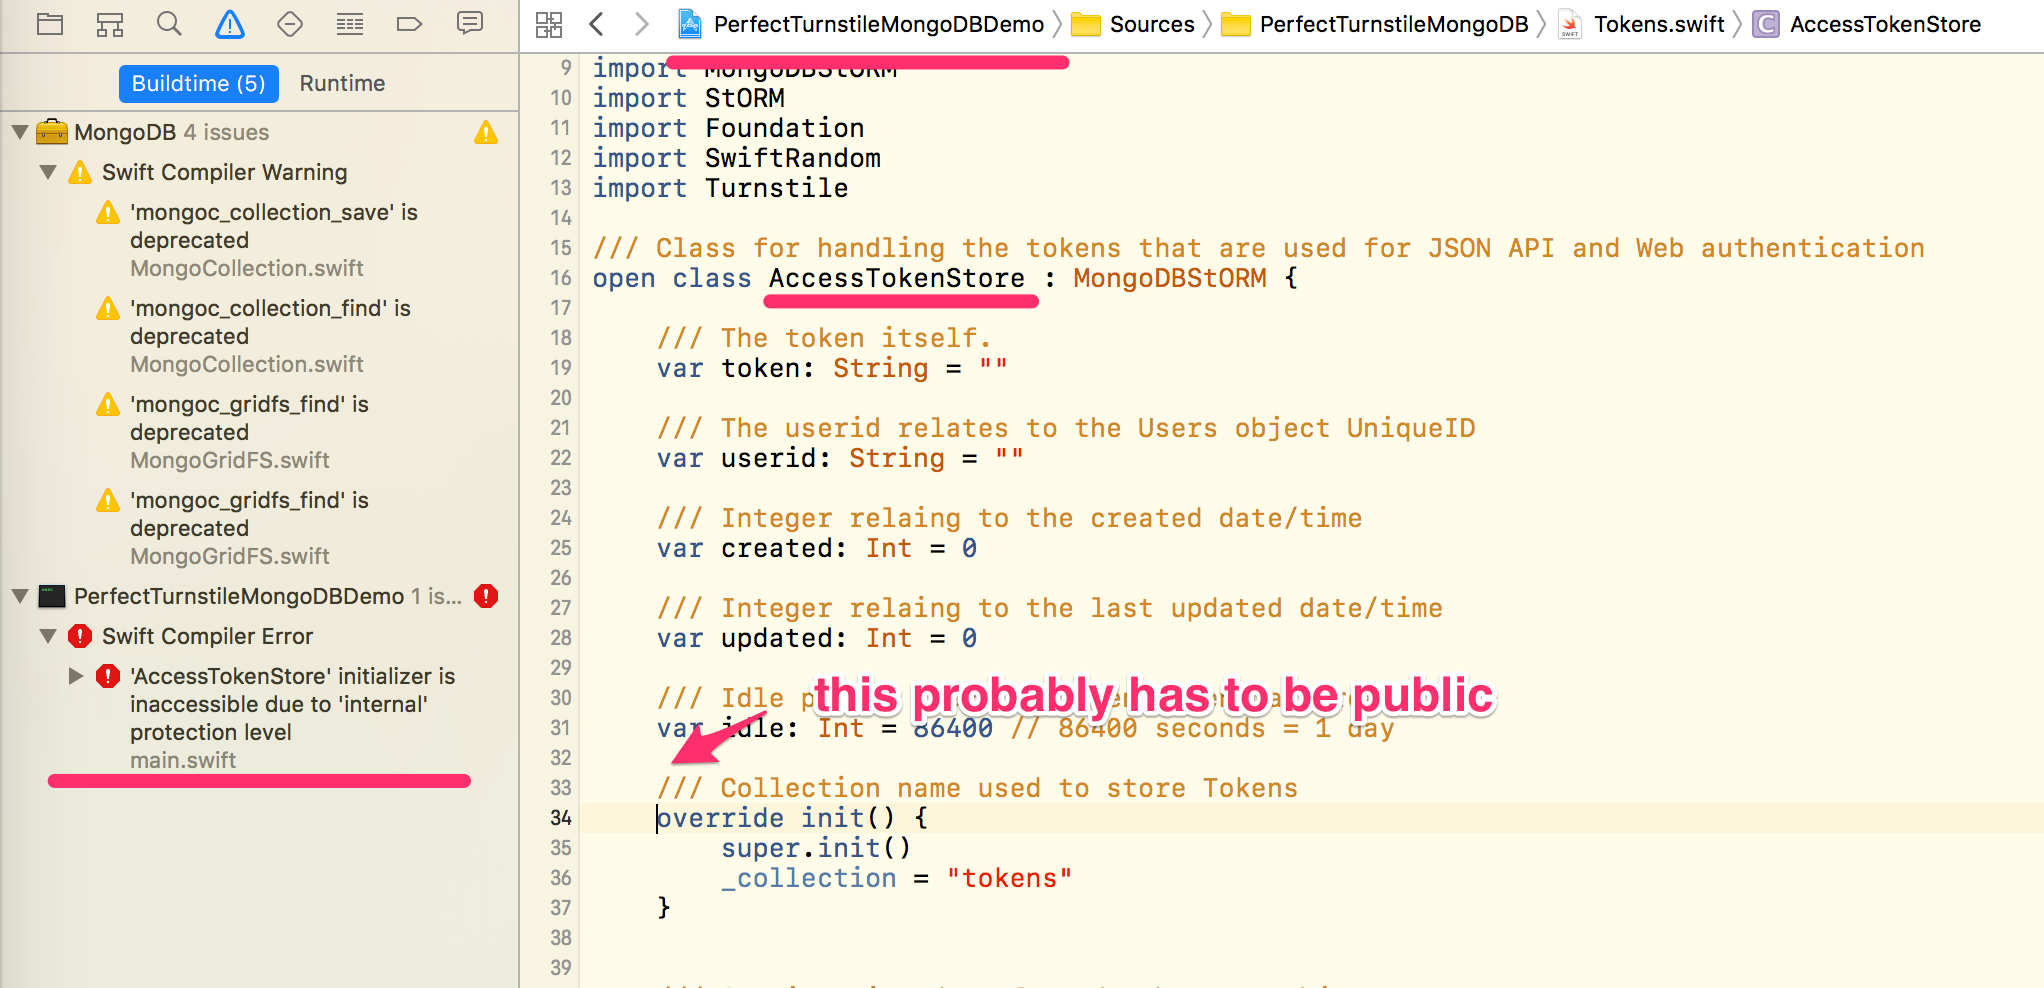 PerfectTurnstileMongoDBDemo Sources PerfectTurnstileMongoDB Tokens.swift C AccessTokenStore
Buildtime (5) Runtime
MongoDB 4 issues
Swift Compiler Warning
'mongoc_collection_save' is
deprecated
MongoCollection.swift
'mongoc_collection_find' is
deprecated
MongoCollection.swift
'mongoc_gridfs_find' is
deprecated
MongoGridFS.swift
'mongoc_gridfs_find' is
deprecated
MongoGridFS.swift
PerfectTurnstileMongoDBDemo 1 is...
Swift Compiler Error
'AccessTokenStore' initializer is
inaccessible due to 'internal'
protection level
main.swift
9 import MongoDBStORM
10 import StORM
11 import Foundation
12 import SwiftRandom
13 import Turnstile
14
15 /// Class for handling the tokens that are used for JSON API and Web authentication
16 open class AccessTokenStore : MongoDBStORM {
17
18 /// The token itself.
19 var token: String = ""
20
21 /// The userid relates to the Users object UniqueID
22 var userid: String = ""
23
24 /// Integer relaing to the created date/time
25 var created: Int = 0
26
27 /// Integer relaing to the last updated date/time
28 var updated: Int = 0
29
30 /// Idle
this probably has to be public
31 var idle: Int = 86400 // 86400 seconds = 1 day
32
33 /// Collection name used to store Tokens
34 override init() {
35 super.init()
36 _collection = "tokens"
37 }
38
39